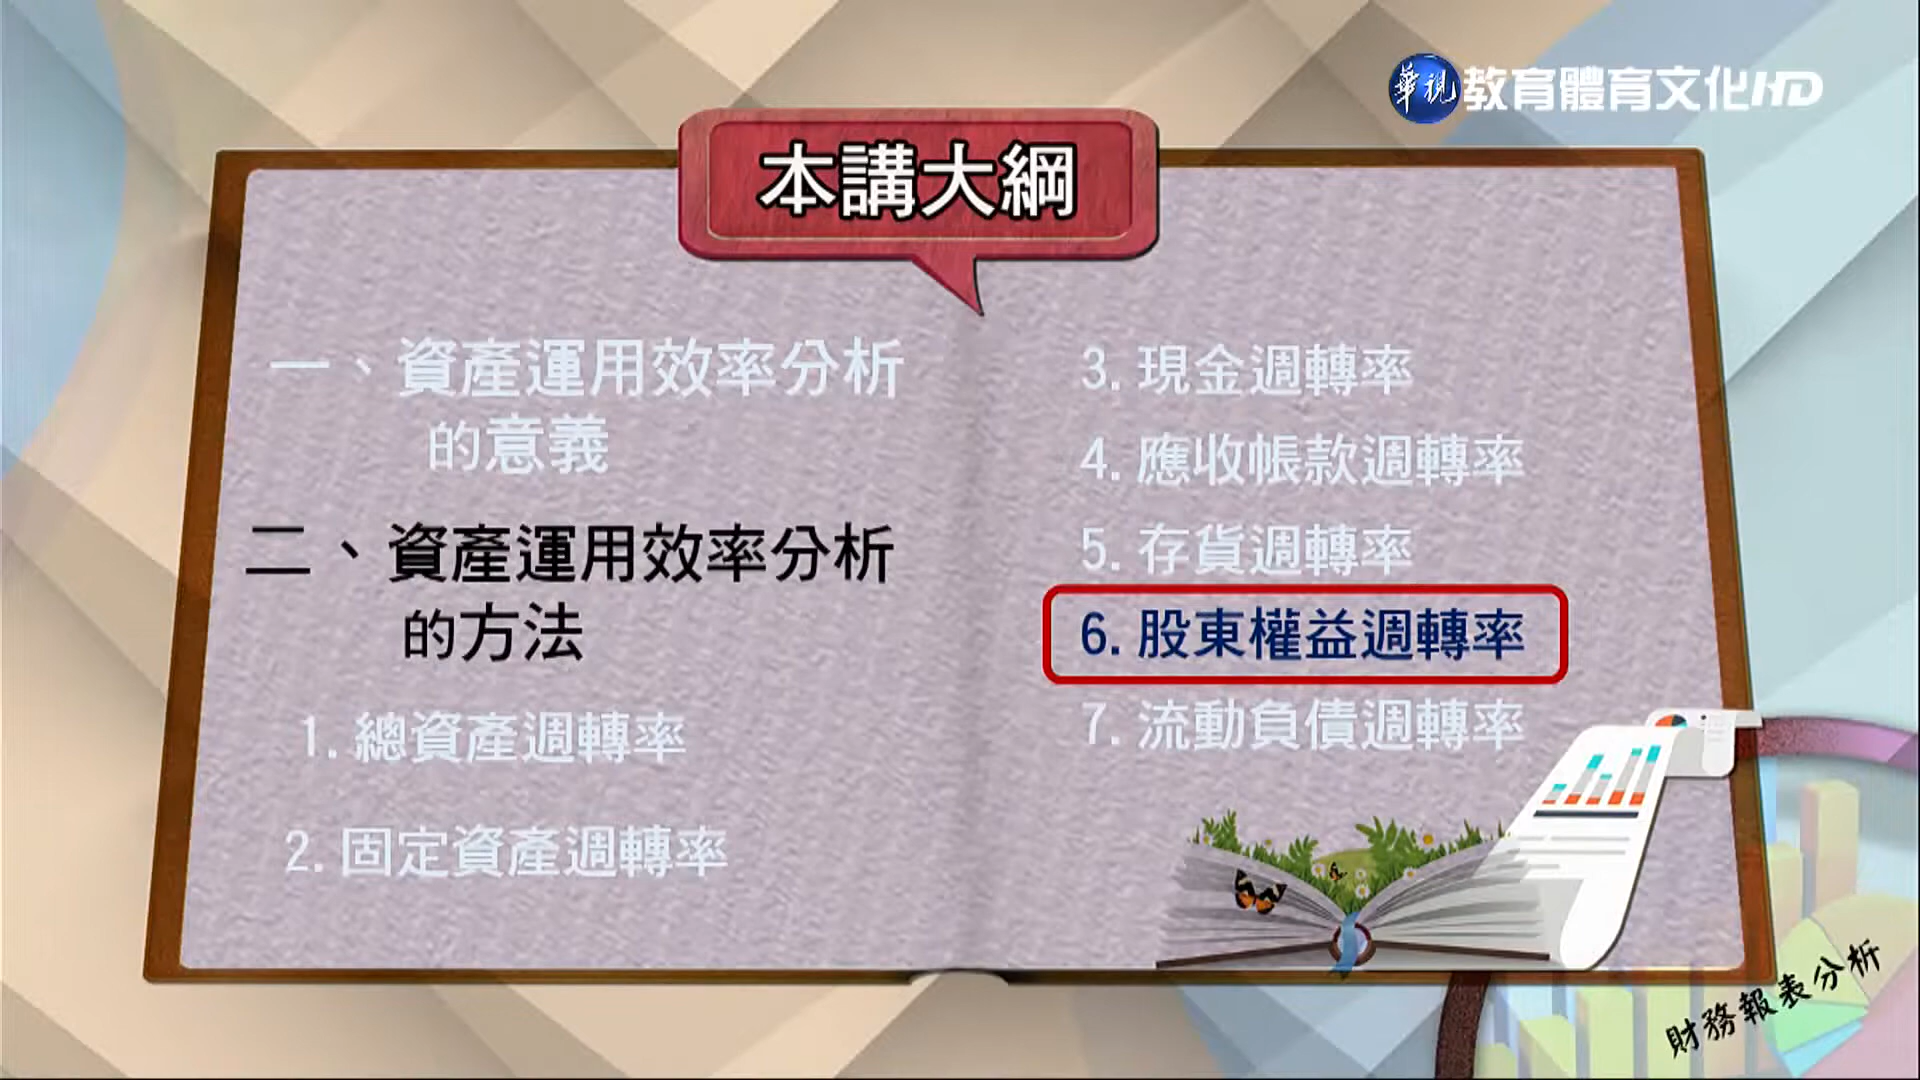 華視 教育體育文化HD
本講大綱
一、資產運用效率分析
的意義
二、資產運用效率分析
的方法
1. 總資產週轉率
2. 固定資產週轉率
3. 現金週轉率
4. 應收帳款週轉率
5. 存貨週轉率
6. 股東權益週轉率
7. 流動負債週轉率
財務報表分析